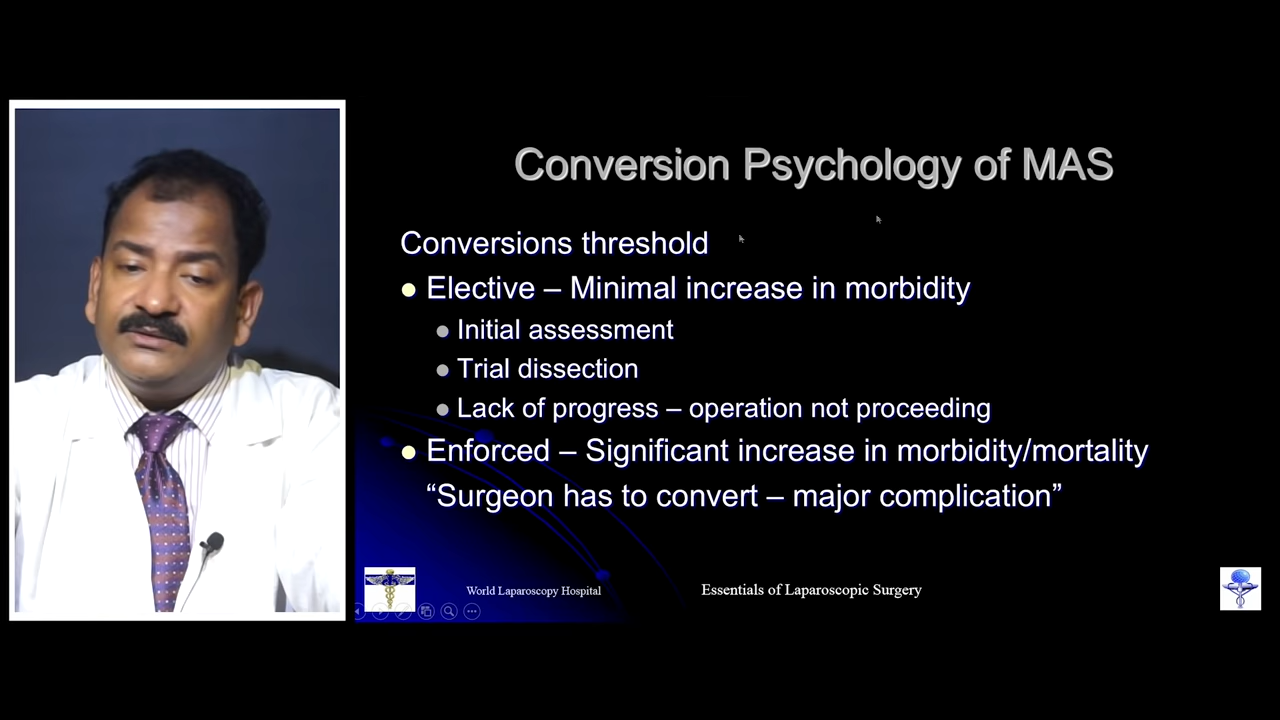 Conversion Psychology of MAS
Conversions threshold
Elective – Minimal increase in morbidity
Initial assessment
Trial dissection
Lack of progress – operation not proceeding
Enforced – Significant increase in morbidity/mortality
“Surgeon has to convert – major complication”
World Laparoscopy Hospital
Essentials of Laparoscopic Surgery